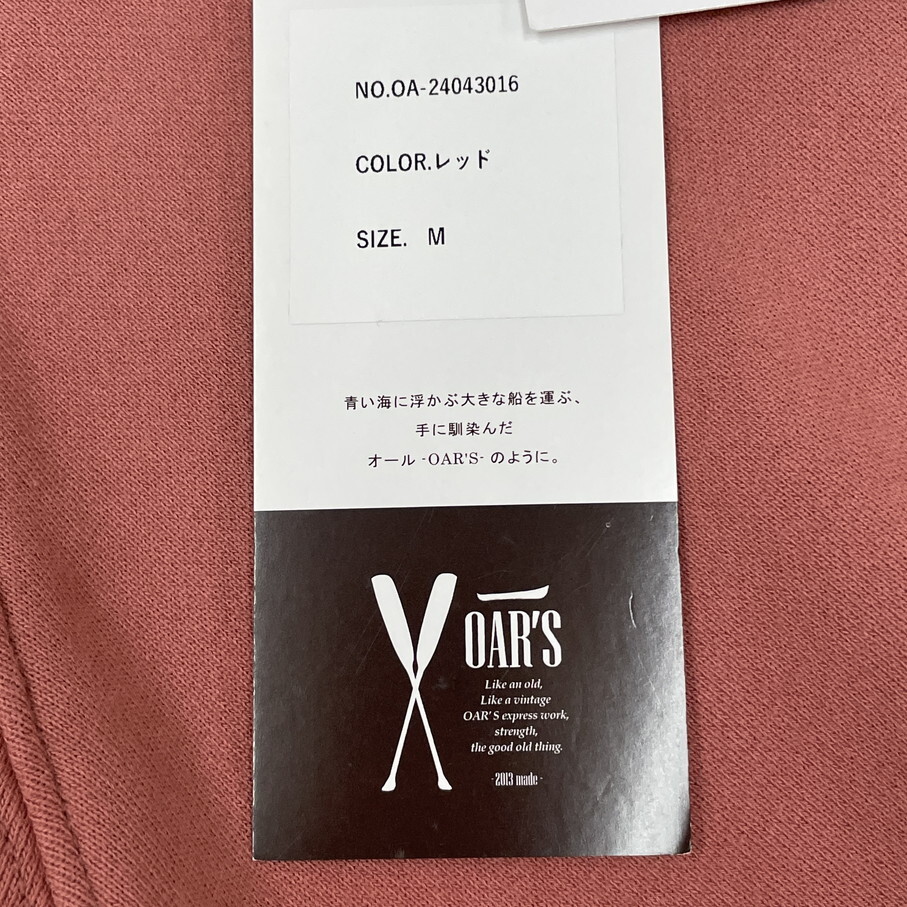 NO.OA-24043016
COLOR.レッド
SIZE. M
青い海に浮かぶ大きな船を運ぶ、
手に馴染んだ
オール -OAR'S- のように。
OAR'S
Like an old,
Like a vintage
OAR'S express work,
strength,
the good old thing.
- 2013 made -